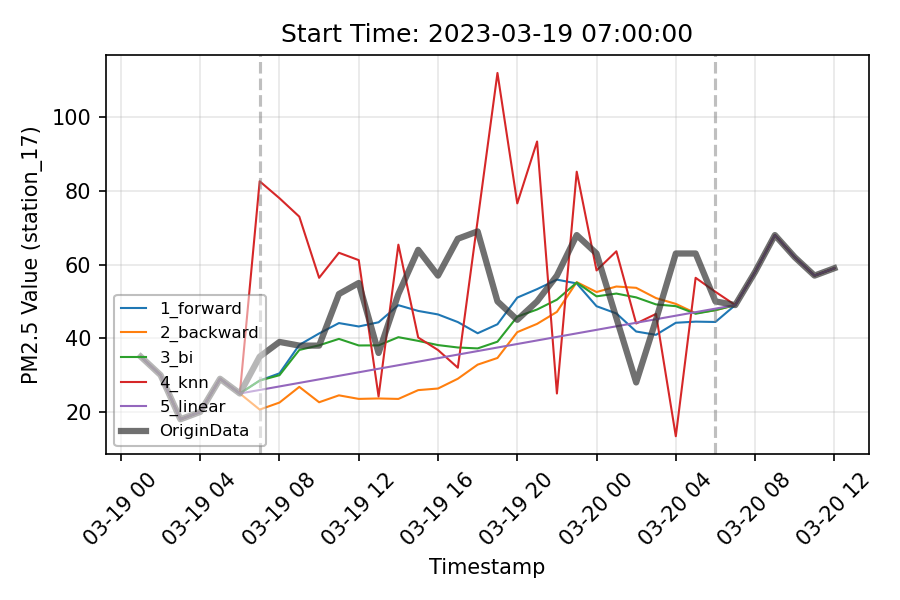 Start Time: 2023-03-19 07:00:00
PM2.5 Value (station_17)
100
80
60
40
20
1_forward
2_backward
3_bi
4_knn
5_linear
OriginData
03-19 00
03-19 04
03-19 08
03-19 12
03-19 16
03-19 20
03-20 00
03-20 04
03-20 08
03-20 12
Timestamp